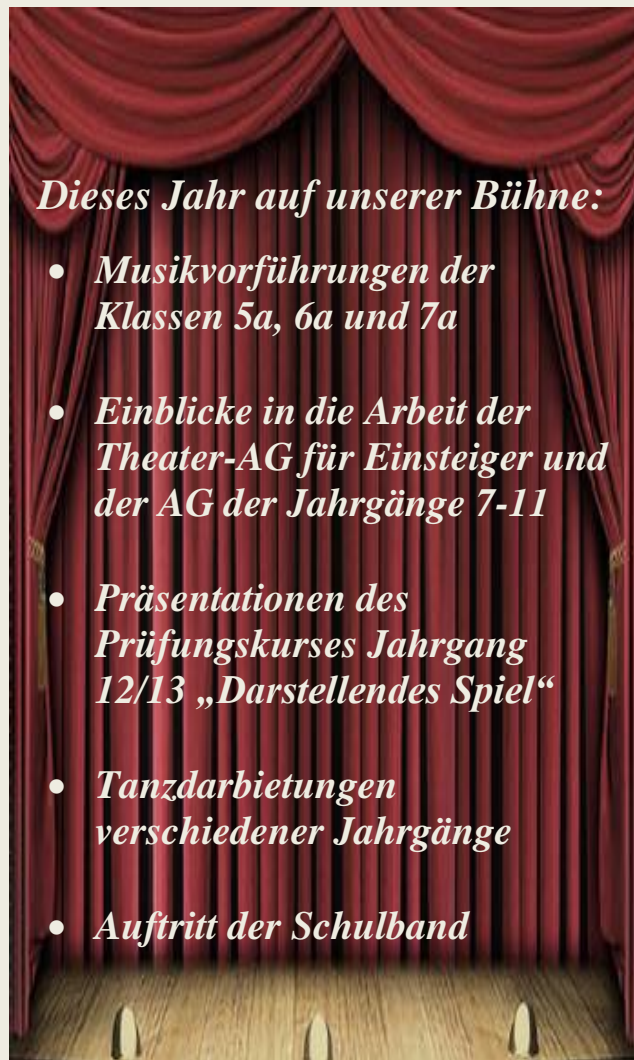 Dieses Jahr auf unserer Bühne:
• Musikvorführungen der
Klassen 5a, 6a und 7a
• Einblicke in die Arbeit der
Theater-AG für Einsteiger und
der AG der Jahrgänge 7-11
• Präsentationen des
Prüfungskurses Jahrgang
12/13 „Darstellendes Spiel“
• Tanzdarbietungen
verschiedener Jahrgänge
• Auftritt der Schulband